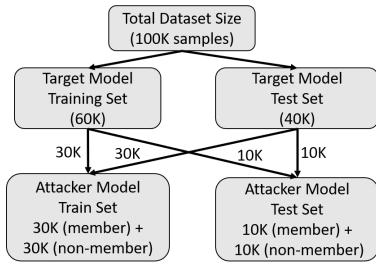 Total Dataset Size
(100K samples)
Target Model
Training Set
(60K)
Target Model
Test Set
(40K)
30K
30K
10K
10K
Attacker Model
Train Set
30K (member) +
30K (non-member)
Attacker Model
Test Set
10K (member) +
10K (non-member)